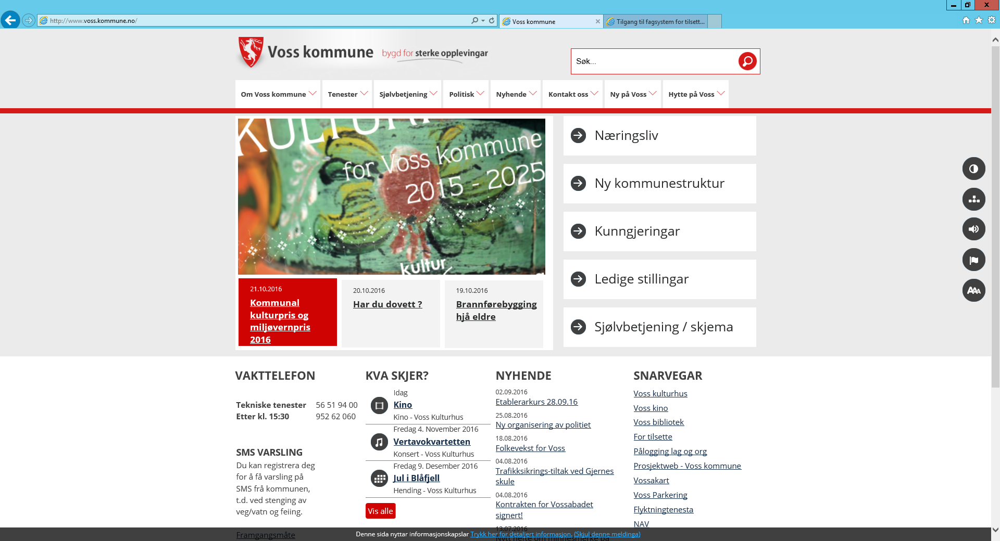 http://www.voss.kommune.no/
Voss kommune
Tilgang til fagsystem for tilsett...
Voss kommune
bygd for sterke opplevingar
Søk...
Om Voss kommune
Tenester
Sjølvbetjening
Politisk
Nyhende
Kontakt oss
Ny på Voss
Hytte på Voss
for Voss kommune
2015 - 2025
kultur
21.10.2016
Kommunal
kulturpris og
miljøvernpris
2016
20.10.2016
Har du dovett ?
19.10.2016
Brannførebygging
hjå eldre
Næringsliv
Ny kommunestruktur
Kunngjeringar
Ledige stillingar
Sjølvbetjening / skjema
AAA
VAKTTELEFON
Tekniske tenester 56 51 94 00
Etter kl. 15:30 952 62 060
SMS VARSLING
Du kan registrera deg
for å få varsling på
SMS frå kommunen,
t.d. ved stenging av
veg/vatn og feiing.
Framgangsmåte
KVA SKJER?
Idag
Kino
Kino - Voss Kulturhus
Fredag 4. November 2016
Vertavokvartetten
Konsert - Voss Kulturhus
Fredag 9. Desember 2016
Jul i Blåfjell
Hending - Voss Kulturhus
Vis alle
NYHENDE
02.09.2016
Etablerarkurs 28.09.16
25.08.2016
Ny organisering av politiet
18.08.2016
Folkevekst for Voss
04.08.2016
Trafikksikrings-tiltak ved Gjernes
skule
04.08.2016
Kontrakten for Vossabadet
signert!
13.07.2016
Nytt hefte om minnesmerke på
SNARVEGAR
Voss kulturhus
Voss kino
Voss bibliotek
For tilsette
Pålogging lag og org
Prosjektweb - Voss kommune
Vossakart
Voss Parkering
Flyktningtenesta
NAV
Denne sida nyttar informasjonskapslar Trykk her for detaljert informasjon. (Skjul denne meldinga)